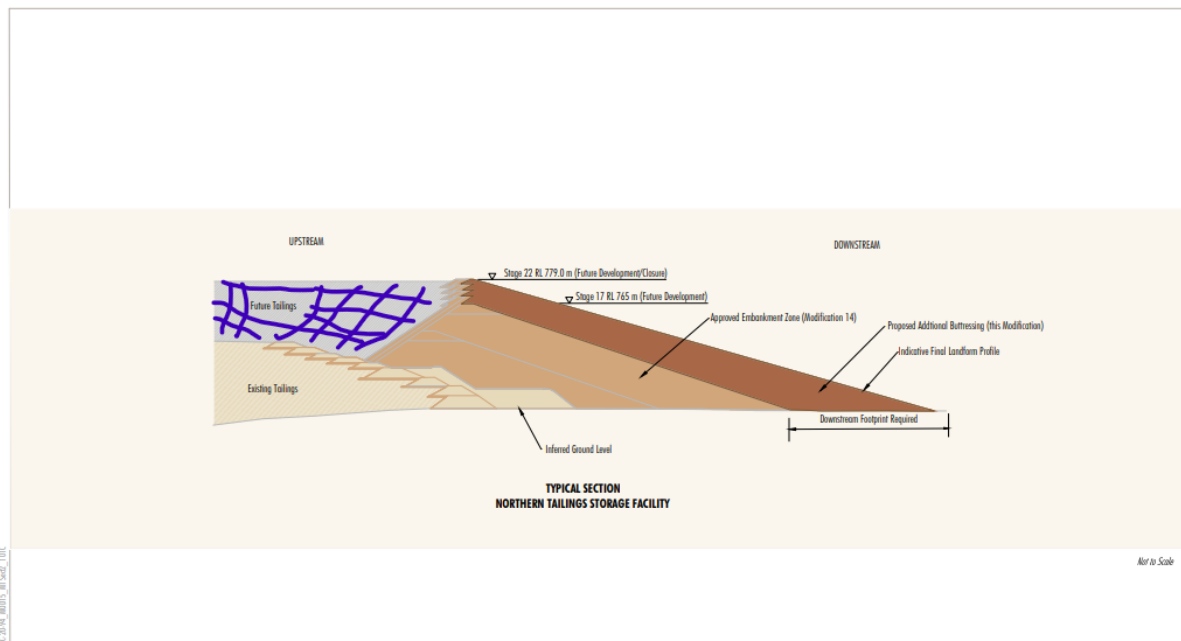 UPSTREAM
DOWNSTREAM
Stage 22 RL 779.0 m (Future Development/Closure)
Stage 17 RL 765 m (Future Development)
Future Tailings
Approved Embankment Zone (Modification 14)
Proposed Addtional Buttressing (this Modification)
Indicative Final Landform Profile
Existing Tailings
Downstream Footprint Required
Inferred Ground Level
TYPICAL SECTION
NORTHERN TAILINGS STORAGE FACILITY
Not to Scale